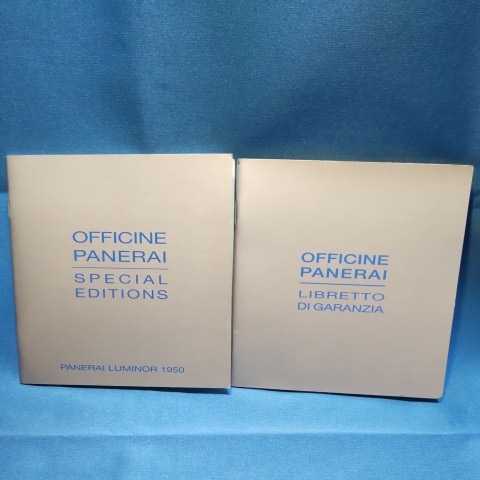 OFFICINE
PANERAI
SPECIAL
EDITIONS
PANERAI LUMINOR 1950
OFFICINE
PANERAI
LIBRETTO
DI GARANZIA